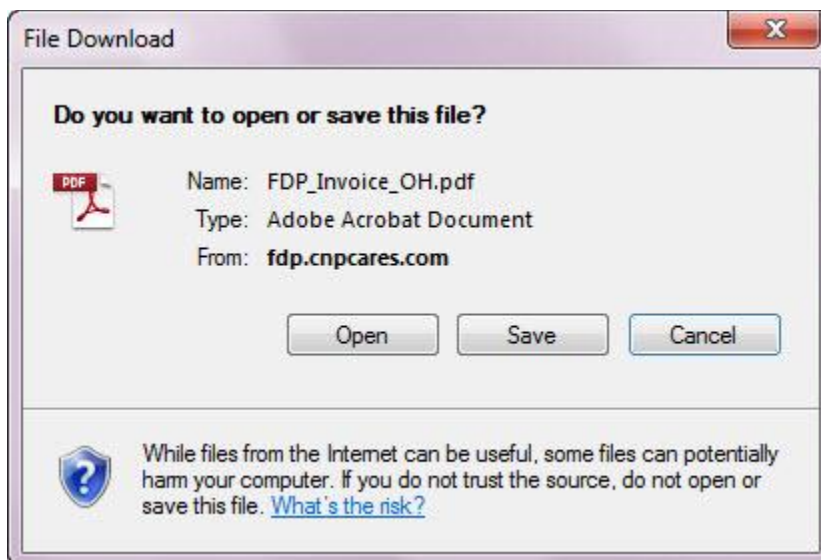 File Download
Do you want to open or save this file?
PDF
Name: FDP_Invoice_OH.pdf
Type: Adobe Acrobat Document
From: fdp.cnpcares.com
Open Save Cancel
While files from the Internet can be useful, some files can potentially
harm your computer. If you do not trust the source, do not open or
save this file. What's the risk?